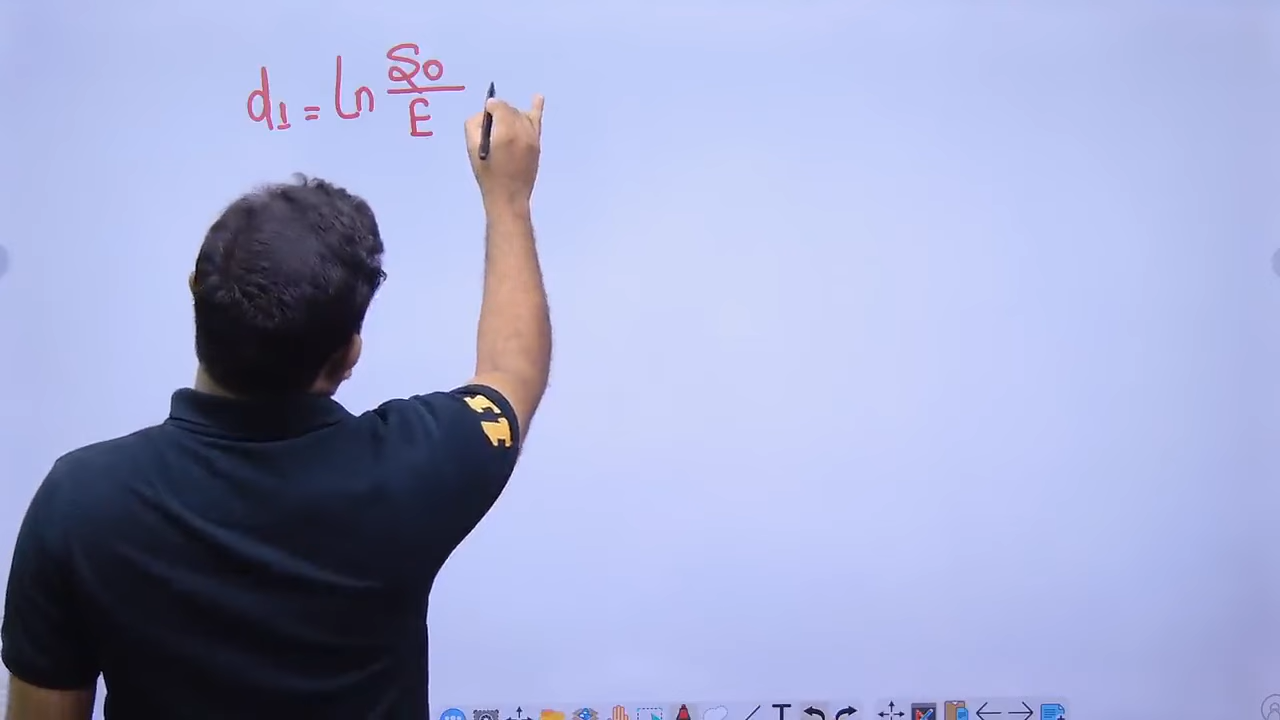 d₁ = ln S₀/E